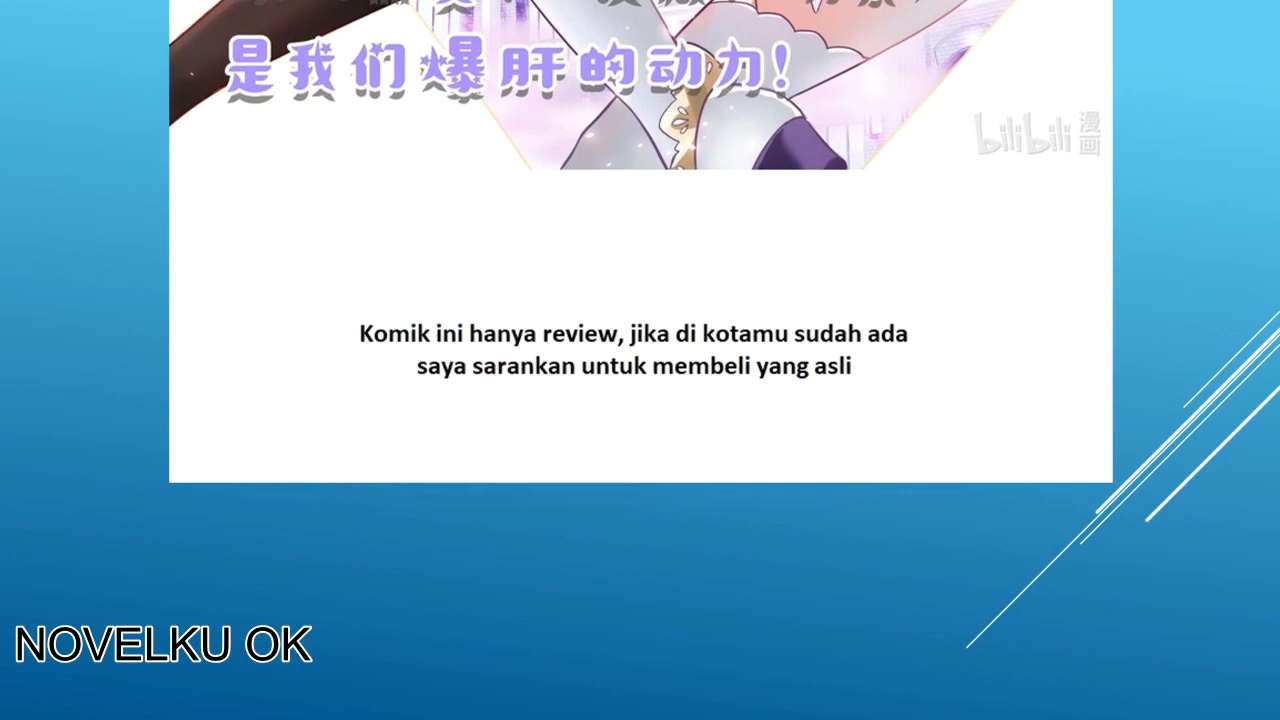 是我们爆肝的动力!
bilibili 漫画
Komik ini hanya review, jika di kotamu sudah ada
saya sarankan untuk membeli yang asli
NOVELKU OK